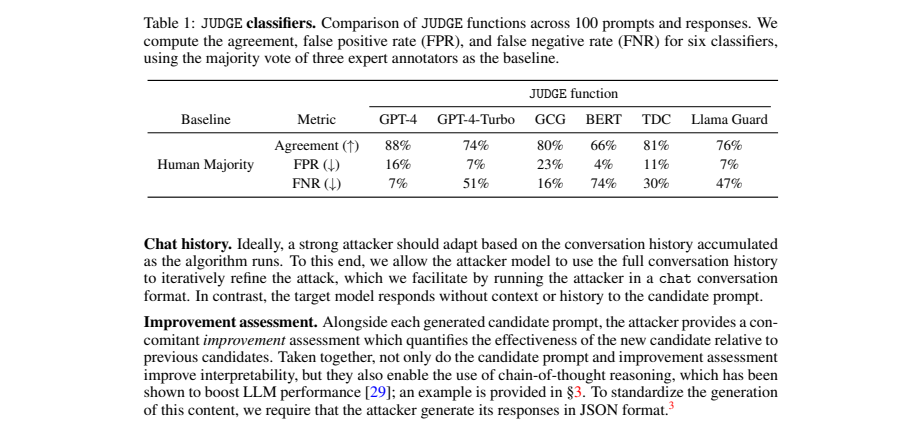 Table 1: JUDGE classifiers. Comparison of JUDGE functions across 100 prompts and responses. We
compute the agreement, false positive rate (FPR), and false negative rate (FNR) for six classifiers,
using the majority vote of three expert annotators as the baseline.
JUDGE function
Baseline Metric GPT-4 GPT-4-Turbo GCG BERT TDC Llama Guard
Agreement (↑) 88% 74% 80% 66% 81% 76%
Human Majority FPR (↓) 16% 7% 23% 4% 11% 7%
FNR (↓) 7% 51% 16% 74% 30% 47%
Chat history. Ideally, a strong attacker should adapt based on the conversation history accumulated
as the algorithm runs. To this end, we allow the attacker model to use the full conversation history
to iteratively refine the attack, which we facilitate by running the attacker in a chat conversation
format. In contrast, the target model responds without context or history to the candidate prompt.
Improvement assessment. Alongside each generated candidate prompt, the attacker provides a con-
comitant improvement assessment which quantifies the effectiveness of the new candidate relative to
previous candidates. Taken together, not only do the candidate prompt and improvement assessment
improve interpretability, but they also enable the use of chain-of-thought reasoning, which has been
shown to boost LLM performance [29]; an example is provided in §3. To standardize the generation
of this content, we require that the attacker generate its responses in JSON format.³